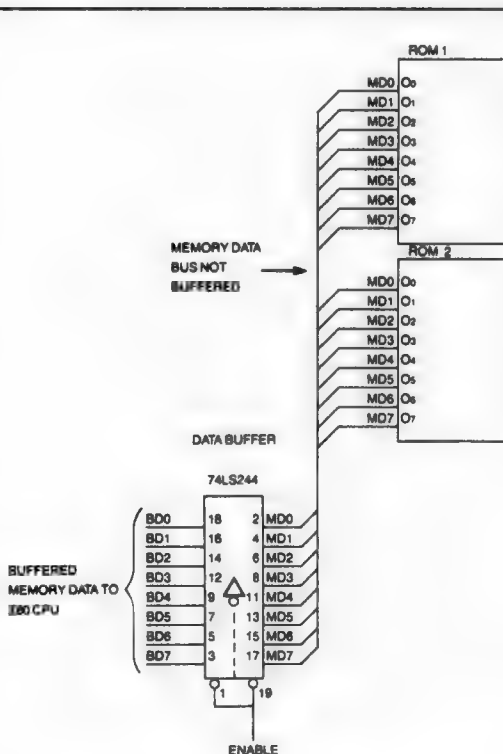 ROM 1
MD0 O0
MD1 O1
MD2 O2
MD3 O3
MD4 O4
MD5 O5
MD6 O6
MD7 O7
MEMORY DATA
BUS NOT
BUFFERED
ROM 2
MD0 O0
MD1 O1
MD2 O2
MD3 O3
MD4 O4
MD5 O5
MD6 O6
MD7 O7
DATA BUFFER
74LS244
BD0 18 2 MD0
BD1 16 4 MD1
BD2 14 6 MD2
BD3 12 8 MD3
BD4 9 11 MD4
BD5 7 13 MD5
BD6 5 15 MD6
BD7 3 17 MD7
BUFFERED
MEMORY DATA TO
Z80 CPU
1 19
ENABLE